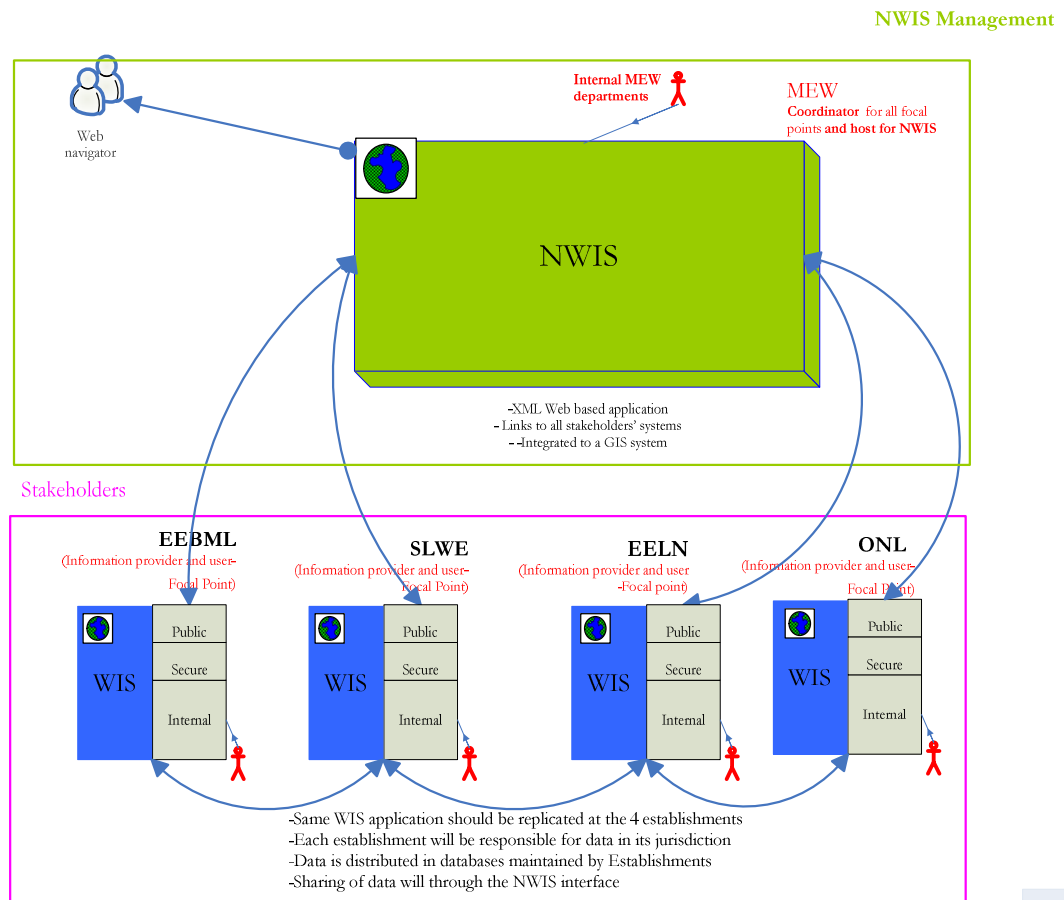 NWIS Management
Web
navigator
Internal MEW
departments
MEW
Coordinator for all focal
points and host for NWIS
NWIS
-XML Web based application
- Links to all stakeholders’ systems
- -Integrated to a GIS system
Stakeholders
EEBML
(Information provider and user-
Focal Point)
WIS
Public
Secure
Internal
SLWE
(Information provider and user-
Focal Point)
WIS
Public
Secure
Internal
EELN
(Information provider and user
-Focal point)
WIS
Public
Secure
Internal
ONL
(Information provider and user-
Focal Point)
WIS
Public
Secure
Internal
-Same WIS application should be replicated at the 4 establishments
-Each establishment will be responsible for data in its jurisdiction
-Data is distributed in databases maintained by Establishments
-Sharing of data will through the NWIS interface